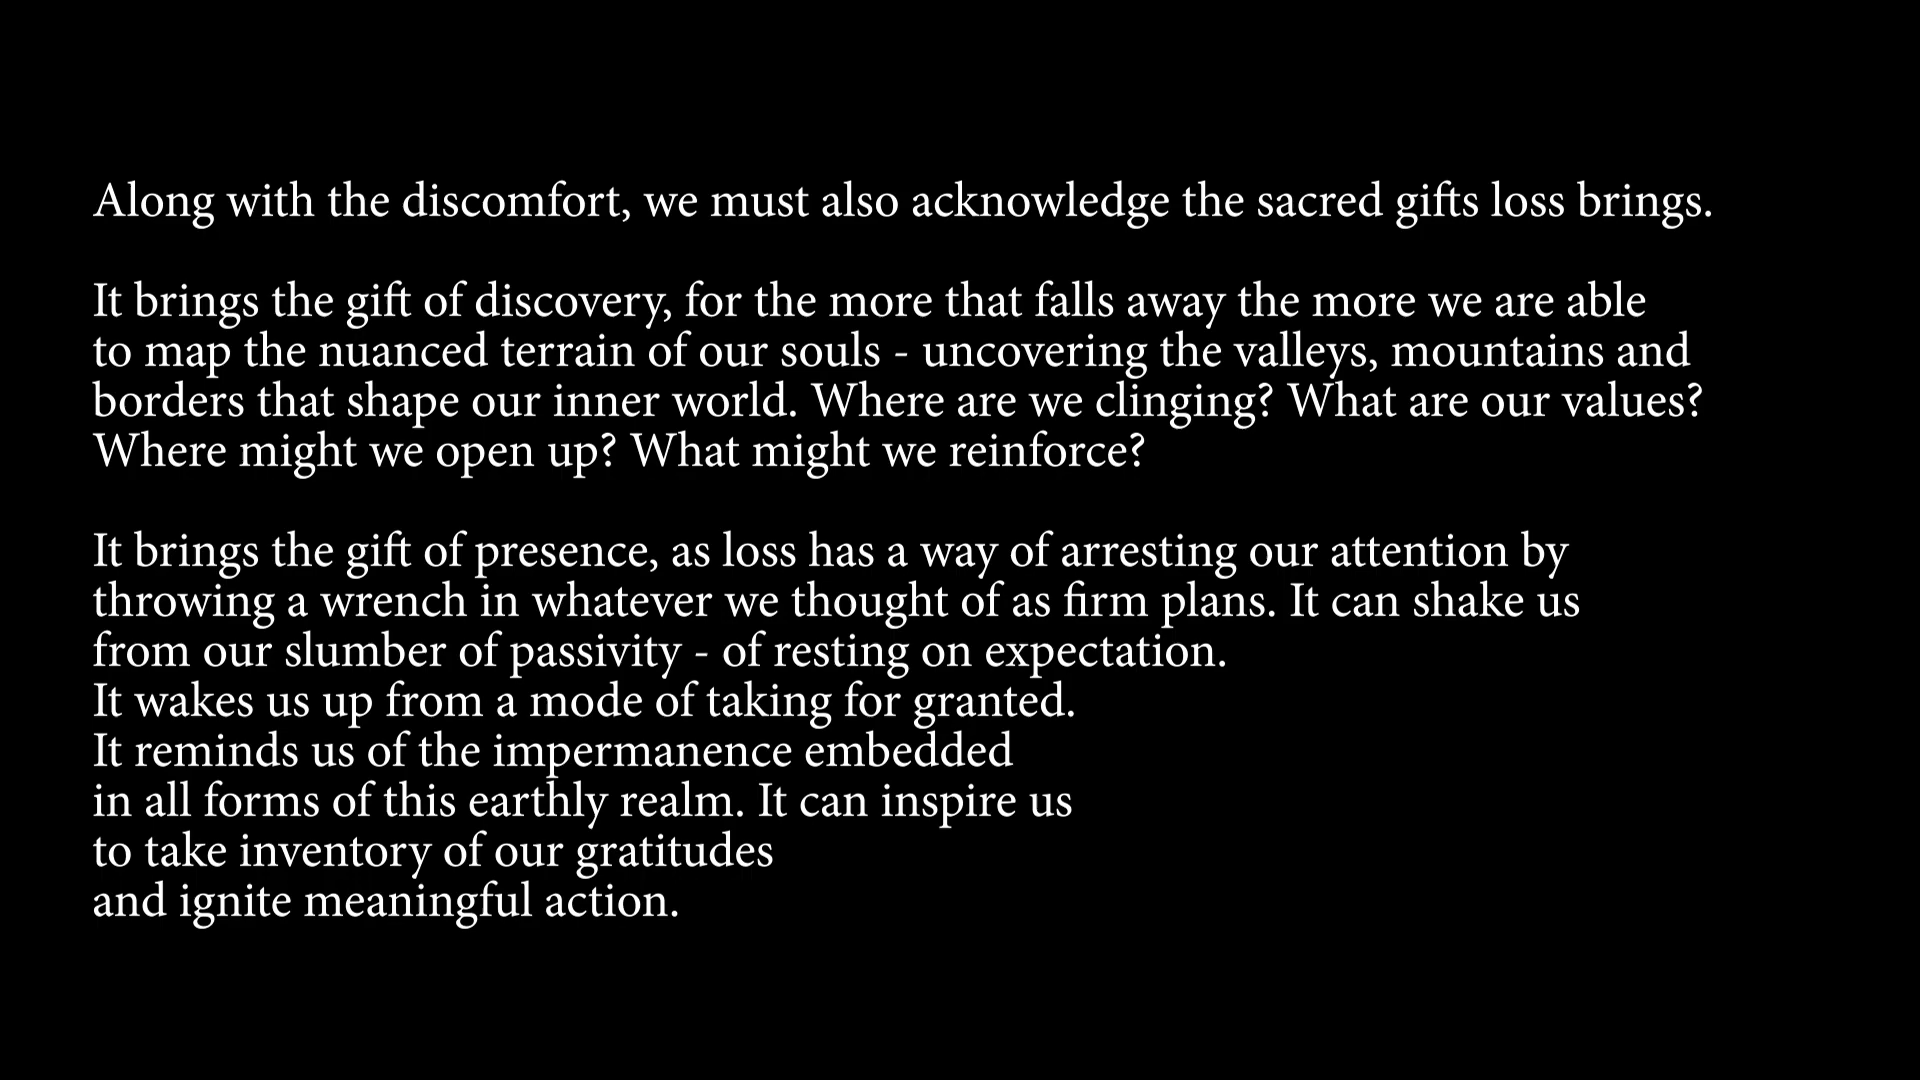 Along with the discomfort, we must also acknowledge the sacred gifts loss brings.
It brings the gift of discovery, for the more that falls away the more we are able
to map the nuanced terrain of our souls - uncovering the valleys, mountains and
borders that shape our inner world. Where are we clinging? What are our values?
Where might we open up? What might we reinforce?
It brings the gift of presence, as loss has a way of arresting our attention by
throwing a wrench in whatever we thought of as firm plans. It can shake us
from our slumber of passivity - of resting on expectation.
It wakes us up from a mode of taking for granted.
It reminds us of the impermanence embedded
in all forms of this earthly realm. It can inspire us
to take inventory of our gratitudes
and ignite meaningful action.